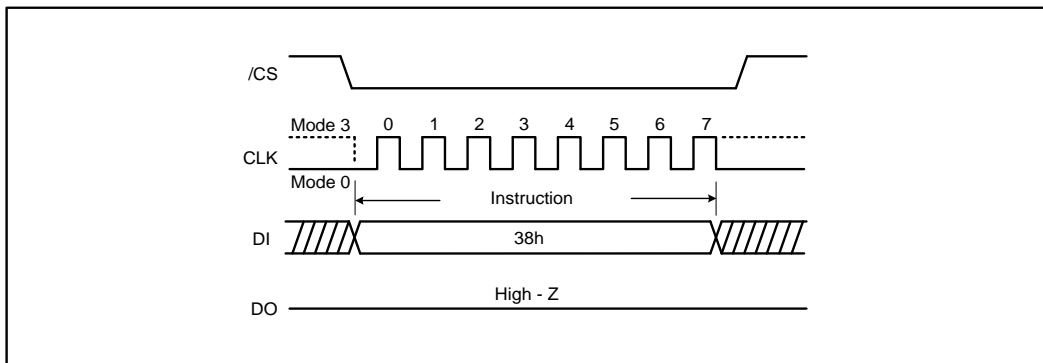 /CS
Mode 3 0 1 2 3 4 5 6 7
CLK
Mode 0
Instruction
DI 38h
High - Z
DO